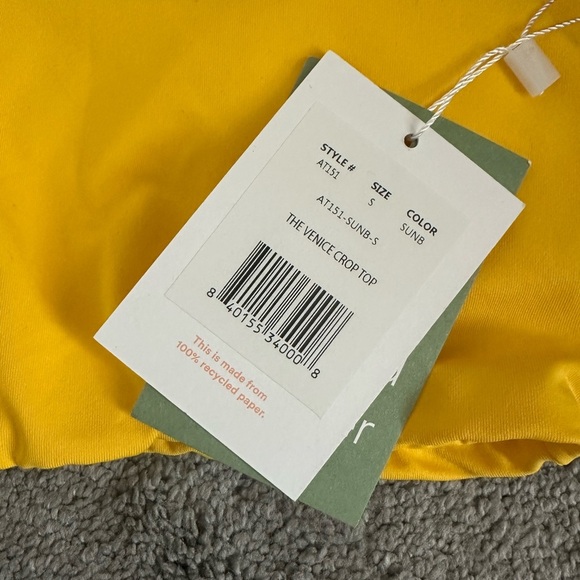 STYLE # SIZE COLOR
AT151 S SUNB
AT151-SUNB-S
THE VENICE CROP TOP
8 40155 34000 8
This is made from
100% recycled paper.